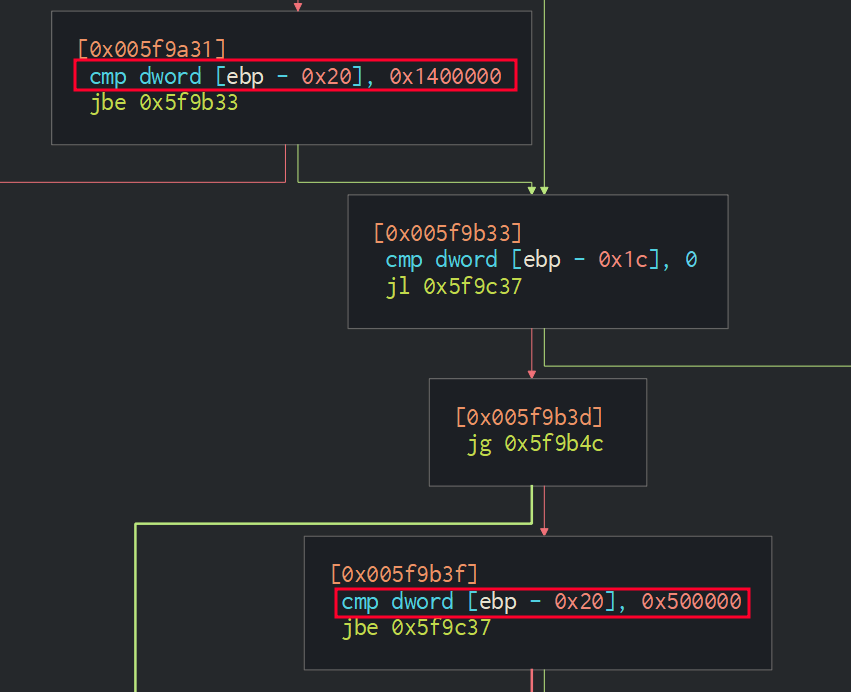 [0x005f9a31]
cmp dword [ebp - 0x20], 0x1400000
jbe 0x5f9b33
[0x005f9b33]
cmp dword [ebp - 0x1c], 0
jl 0x5f9c37
[0x005f9b3d]
jg 0x5f9b4c
[0x005f9b3f]
cmp dword [ebp - 0x20], 0x500000
jbe 0x5f9c37